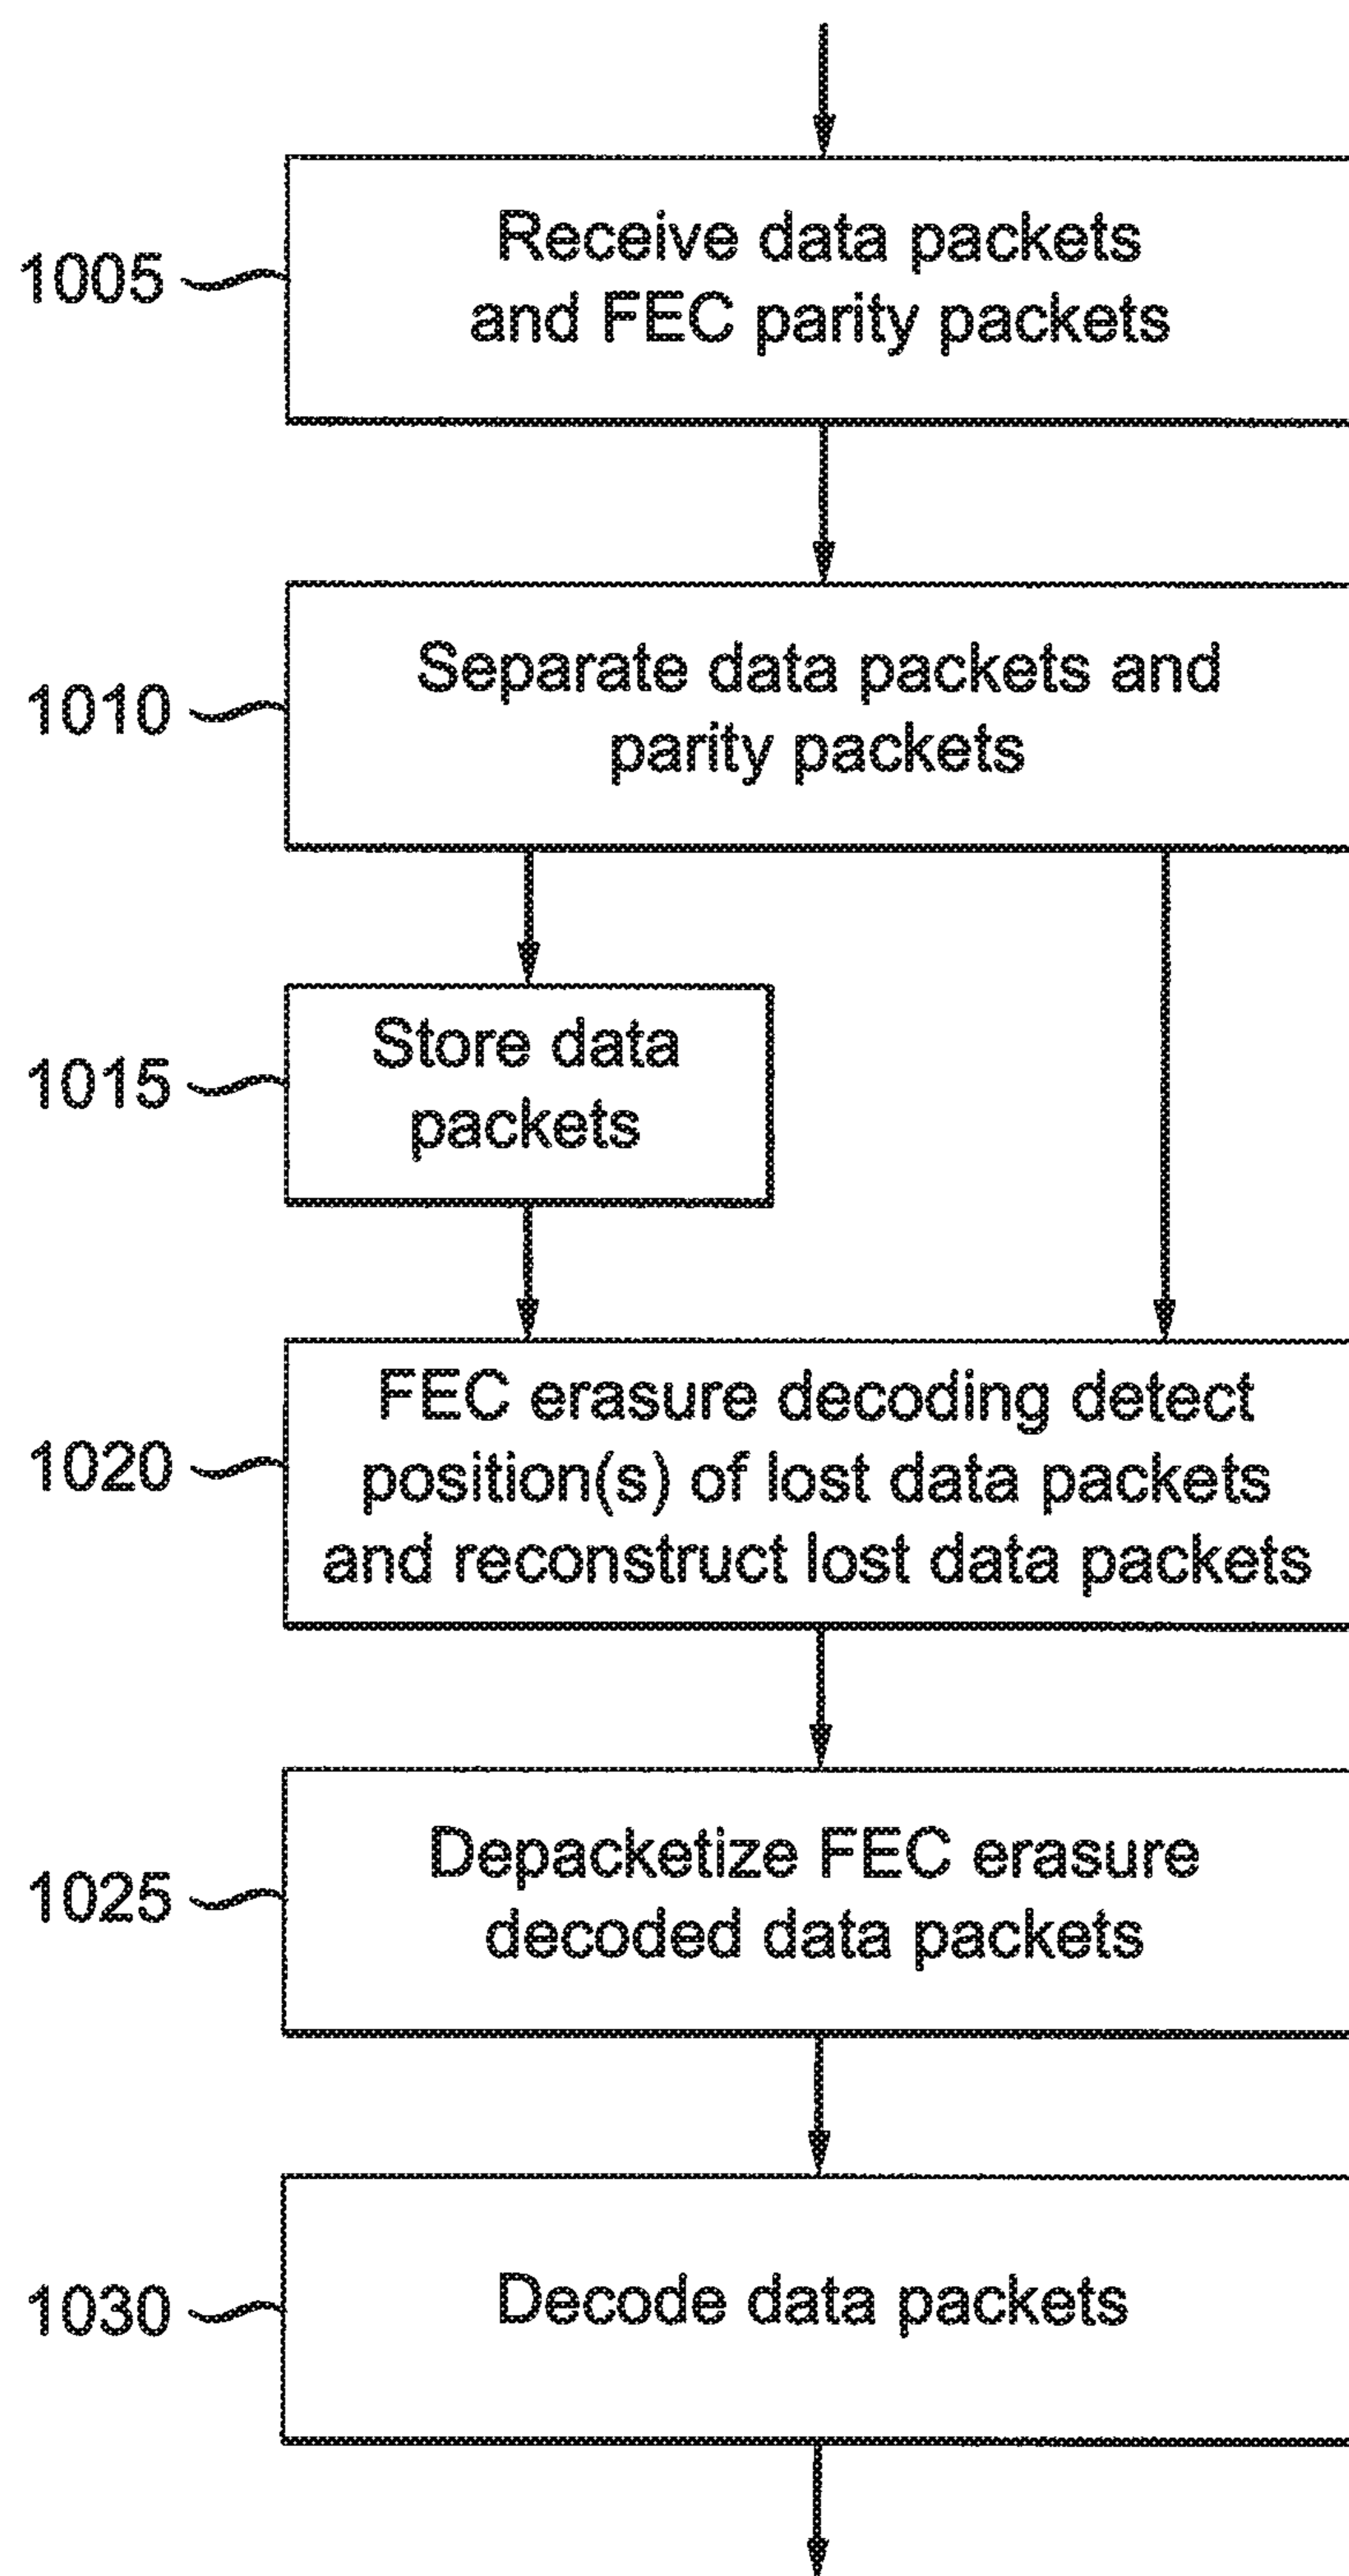 Receive data packets
and FEC parity packets
1005
Separate data packets and
parity packets
1010
Store data
packets
1015
FEC erasure decoding detect
position(s) of lost data packets
and reconstruct lost data packets
1020
Depacketize FEC erasure
decoded data packets
1025
Decode data packets
1030